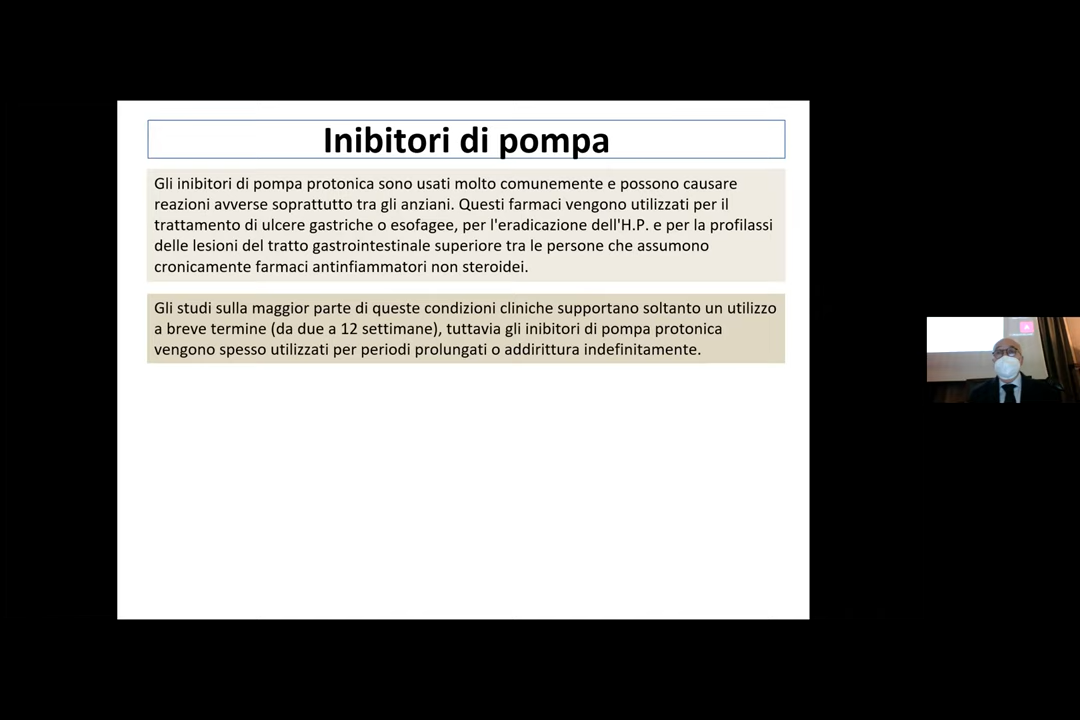 Inibitori di pompa
Gli inibitori di pompa protonica sono usati molto comunemente e possono causare
reazioni avverse soprattutto tra gli anziani. Questi farmaci vengono utilizzati per il
trattamento di ulcere gastriche o esofagee, per l'eradicazione dell'H.P. e per la profilassi
delle lesioni del tratto gastrointestinale superiore tra le persone che assumono
cronicamente farmaci antinfiammatori non steroidei.
Gli studi sulla maggior parte di queste condizioni cliniche supportano soltanto un utilizzo
a breve termine (da due a 12 settimane), tuttavia gli inibitori di pompa protonica
vengono spesso utilizzati per periodi prolungati o addirittura indefinitamente.